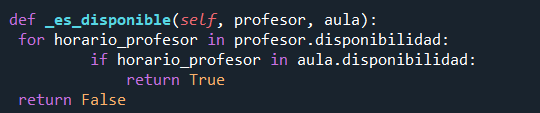 def _es_disponible(self, profesor, aula):
 for horario_profesor in profesor.disponibilidad:
         if horario_profesor in aula.disponibilidad:
             return True
 return False